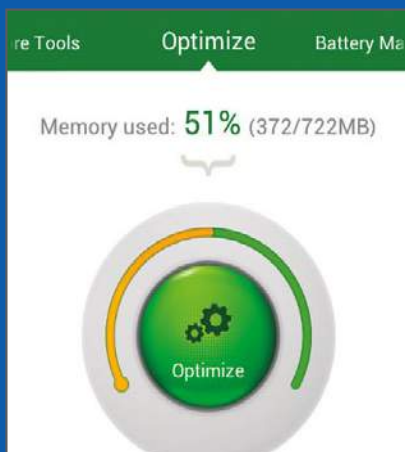 re Tools Optimize Battery Ma
Memory used: 51% (372/722MB)
Optimize